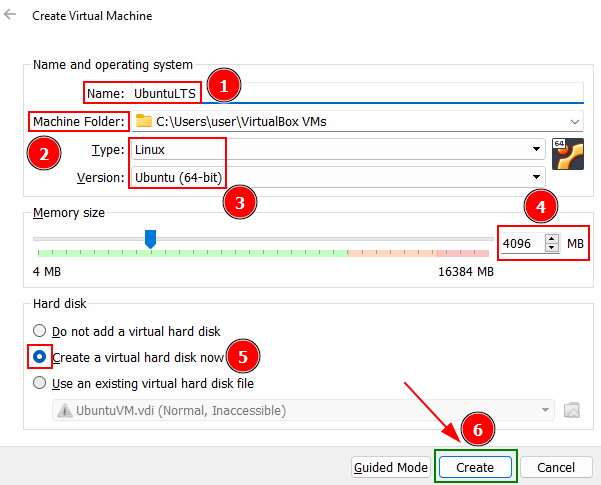 Create Virtual Machine
Name and operating system
Name: UbuntuLTS 1
Machine Folder: C:\Users\user\VirtualBox VMs
2 Type: Linux 64
Version: Ubuntu (64-bit)
3
Memory size 4
4096 MB
4 MB 16384 MB
Hard disk
Do not add a virtual hard disk
Create a virtual hard disk now 5
Use an existing virtual hard disk file
UbuntuVM.vdi (Normal, Inaccessible)
6
Guided Mode Create Cancel